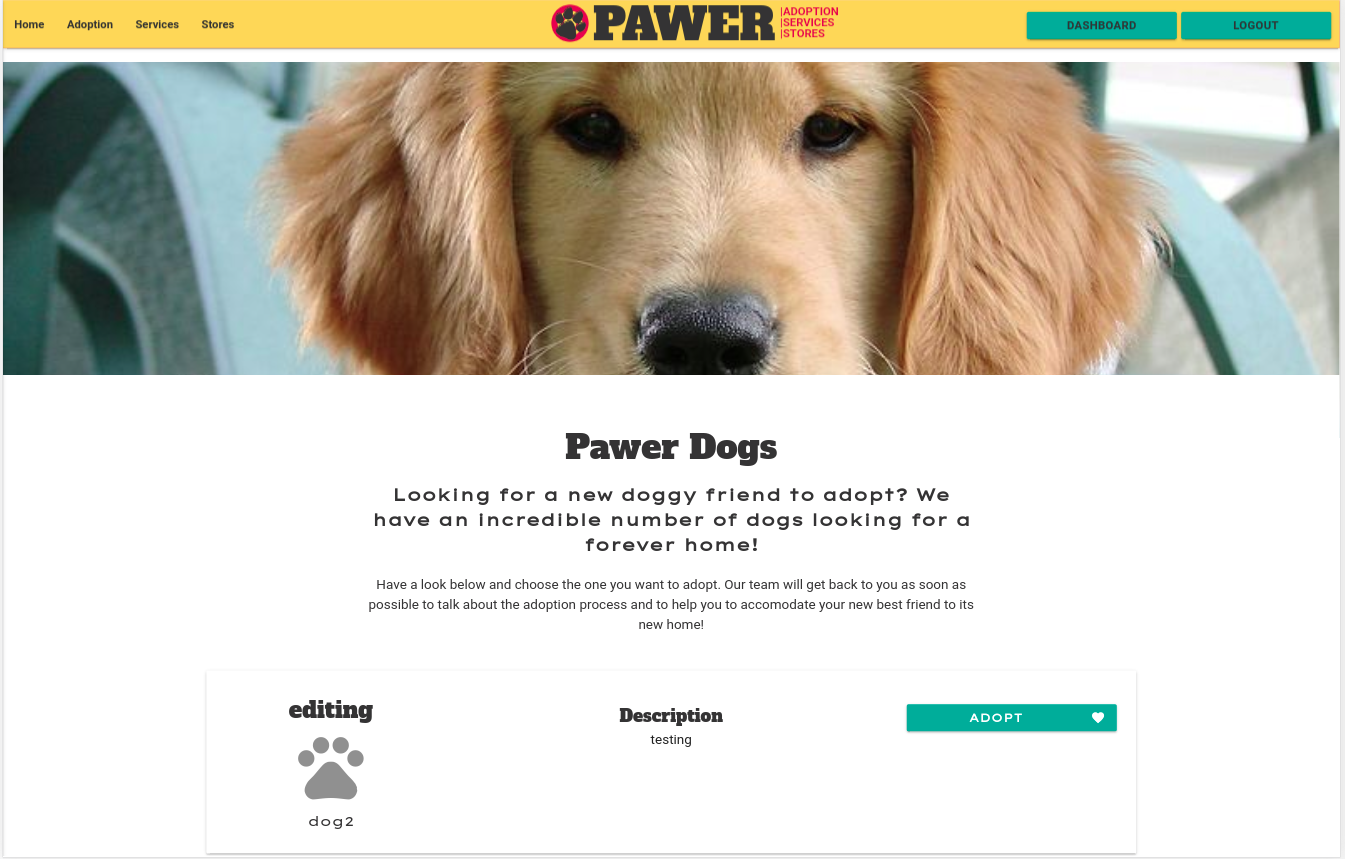 Home Adoption Services Stores
PAWER
ADOPTION
SERVICES
STORES
DASHBOARD LOGOUT
Pawer Dogs
Looking for a new doggy friend to adopt? We
have an incredible number of dogs looking for a
forever home!
Have a look below and choose the one you want to adopt. Our team will get back to you as soon as
possible to talk about the adoption process and to help you to accomodate your new best friend to its
new home!
editing
dog2
Description
testing
ADOPT